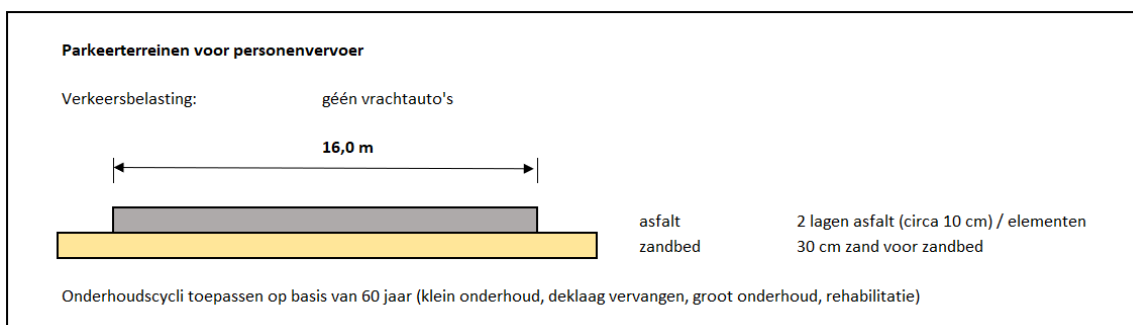 Parkeerterreinen voor personenvervoer
Verkeersbelasting: géén vrachtauto's
16,0 m
asfalt 2 lagen asfalt (circa 10 cm) / elementen
zandbed 30 cm zand voor zandbed
Onderhoudscycli toepassen op basis van 60 jaar (klein onderhoud, deklaag vervangen, groot onderhoud, rehabilitatie)